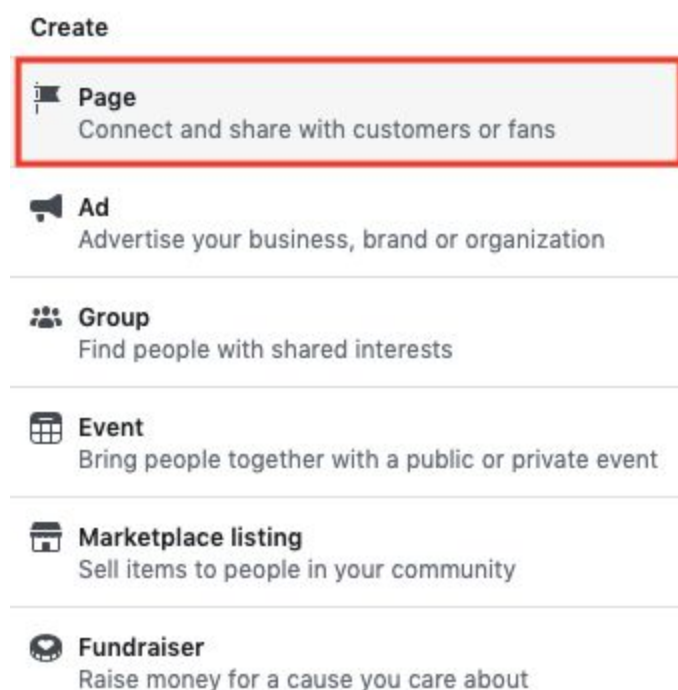 Create
Page
Connect and share with customers or fans
Ad
Advertise your business, brand or organization
Group
Find people with shared interests
Event
Bring people together with a public or private event
Marketplace listing
Sell items to people in your community
Fundraiser
Raise money for a cause you care about